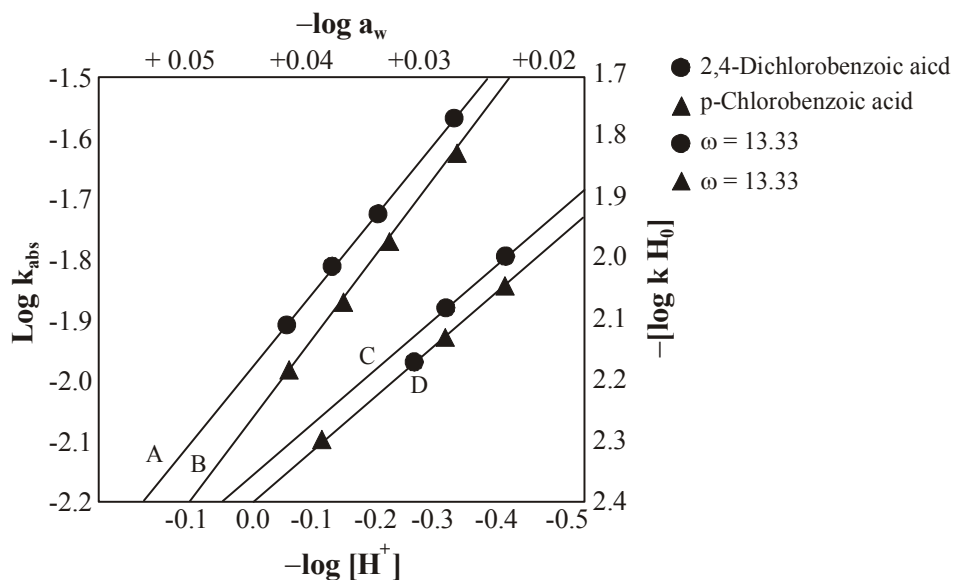 −log a_w
+ 0.05 +0.04 +0.03 +0.02
-1.5
-1.6
-1.7
-1.8
-1.9
-2.0
-2.1
-2.2
Log k_abs
1.7
1.8
1.9
2.0
2.1
2.2
2.3
2.4
−[log k H_0]
A
B
C
D
-0.1 0.0 -0.1 -0.2 -0.3 -0.4 -0.5
−log [H^+]
2,4-Dichlorobenzoic aicd
p-Chlorobenzoic acid
ω = 13.33
ω = 13.33